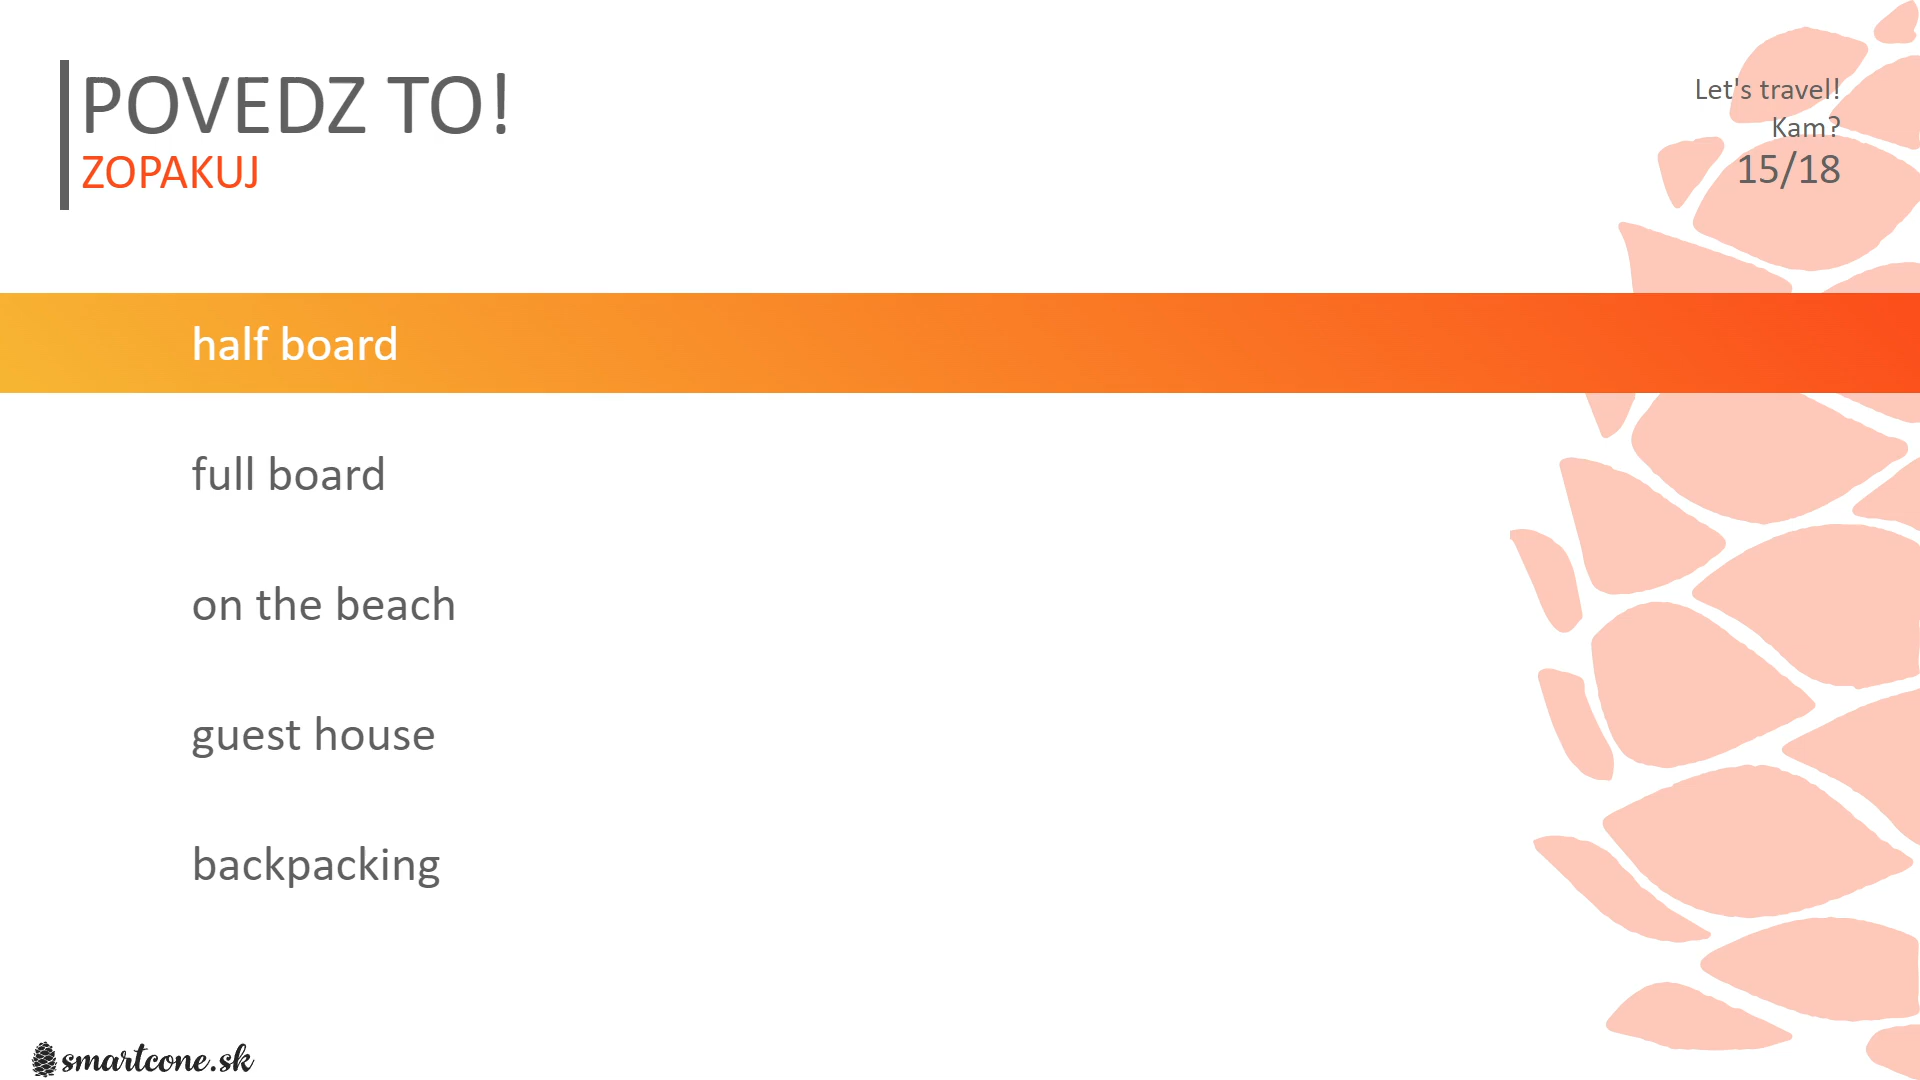 POVEDZ TO!
ZOPAKUJ
Let's travel!
Kam?
15/18
half board
full board
on the beach
guest house
backpacking
smartcone.sk